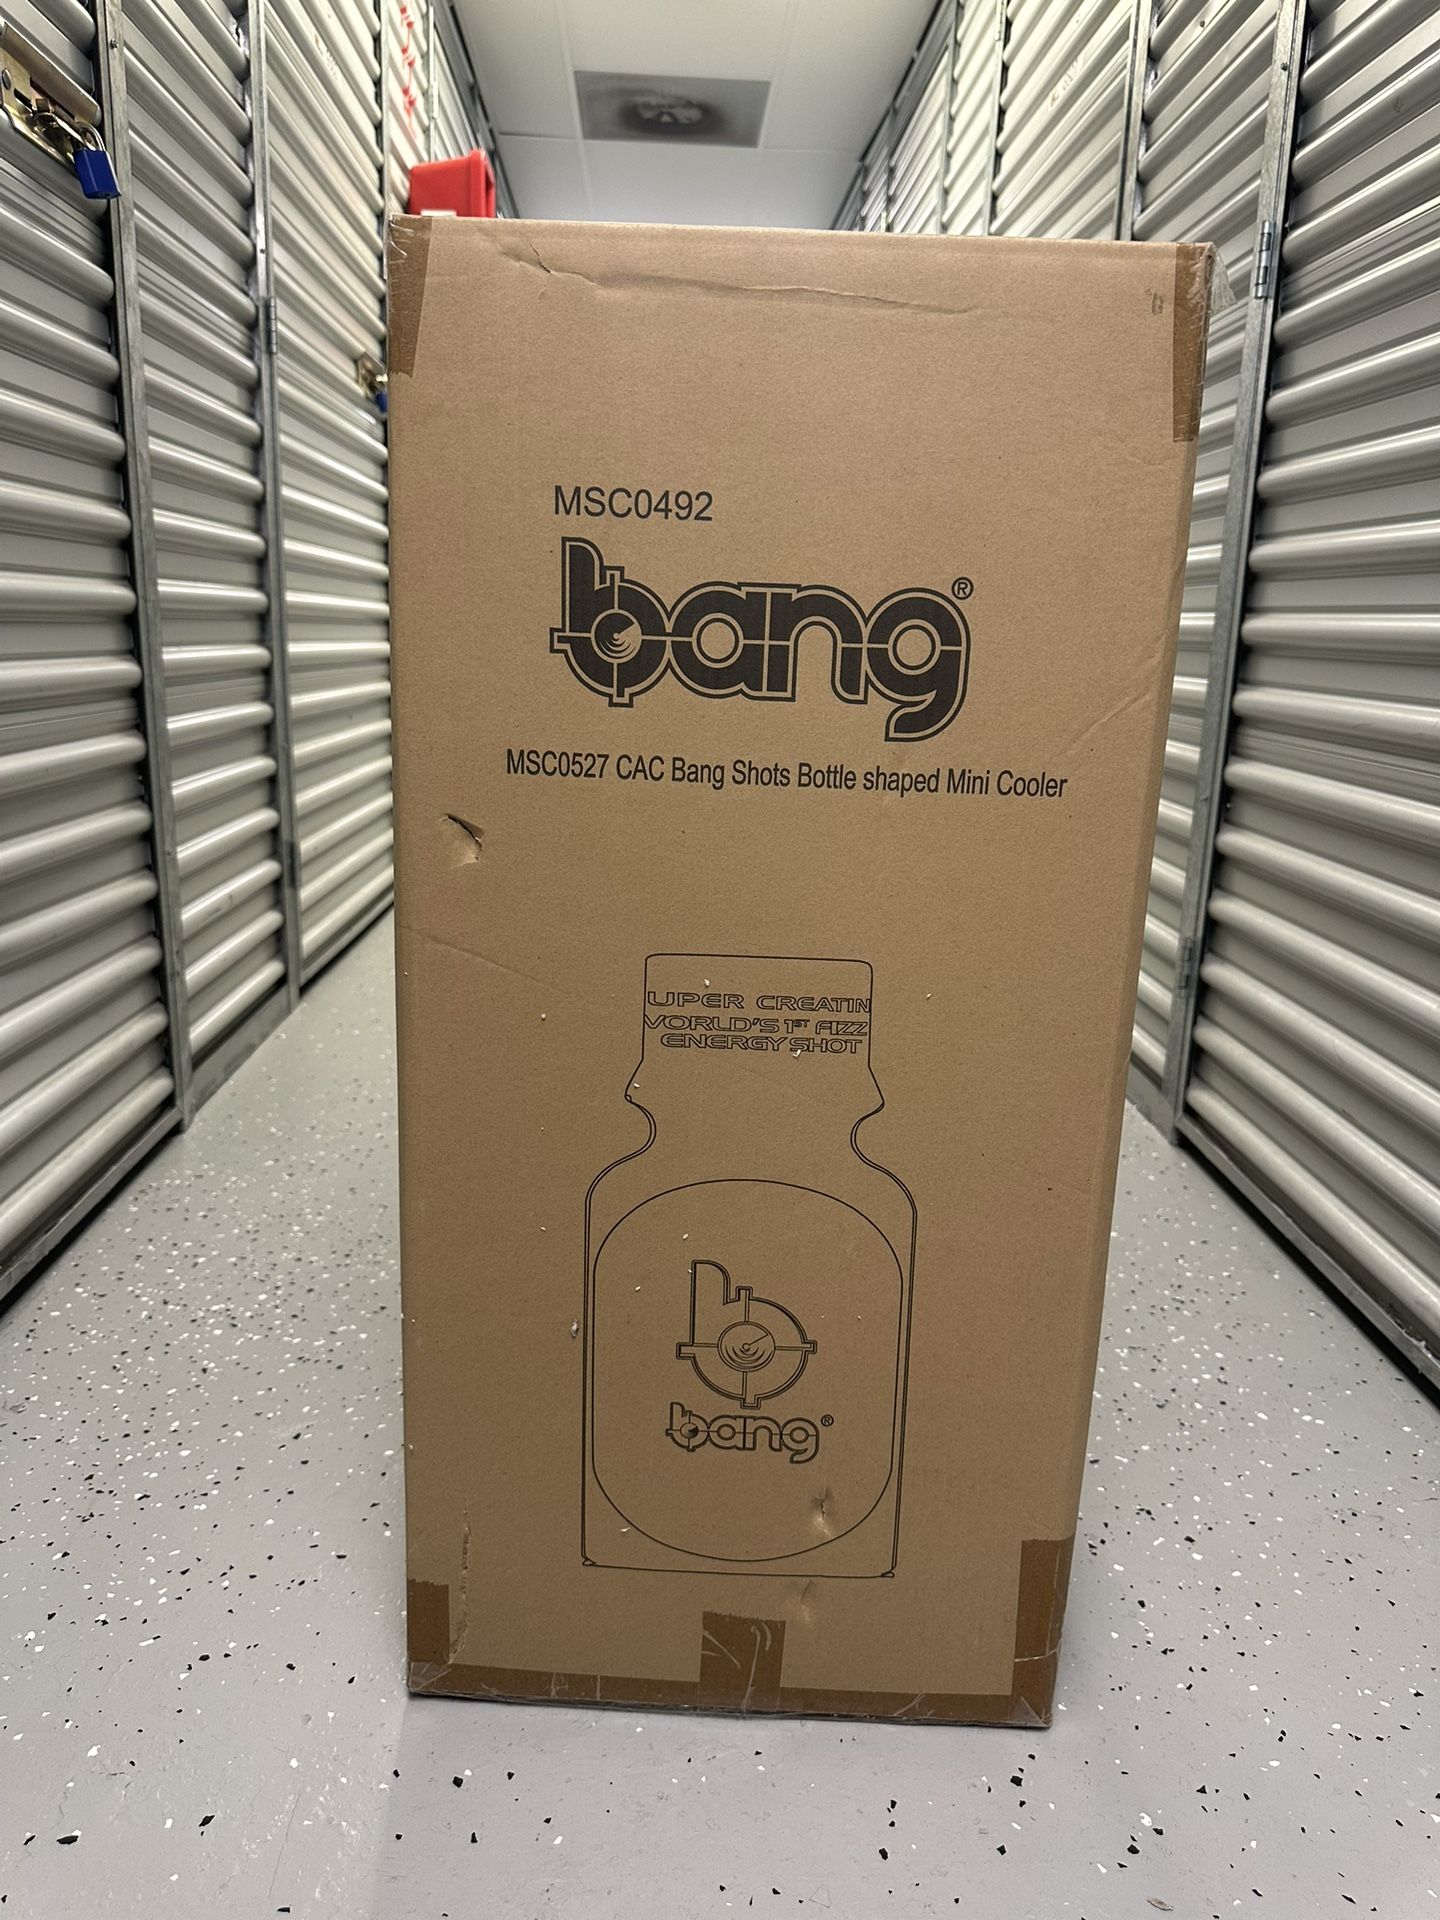 MSC0492
bang®
MSC0527 CAC Bang Shots Bottle shaped Mini Cooler
UPER CREATIN
VORLD'S 1ST FIZZ
ENERGY SHOT
b
bang®